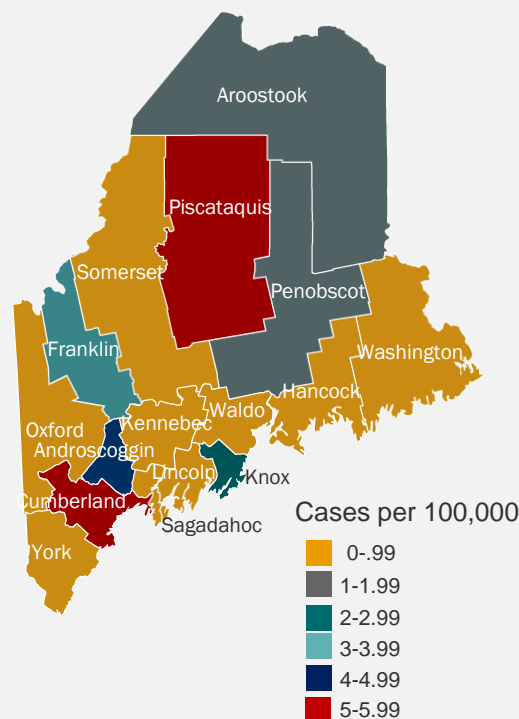 Aroostook
Piscataquis
Somerset
Penobscot
Franklin
Washington
Hancock
Waldo
Kennebec
Oxford
Androscoggin
Lincoln
Knox
Cumberland
Sagadahoc
York
Cases per 100,000
0-.99
1-1.99
2-2.99
3-3.99
4-4.99
5-5.99